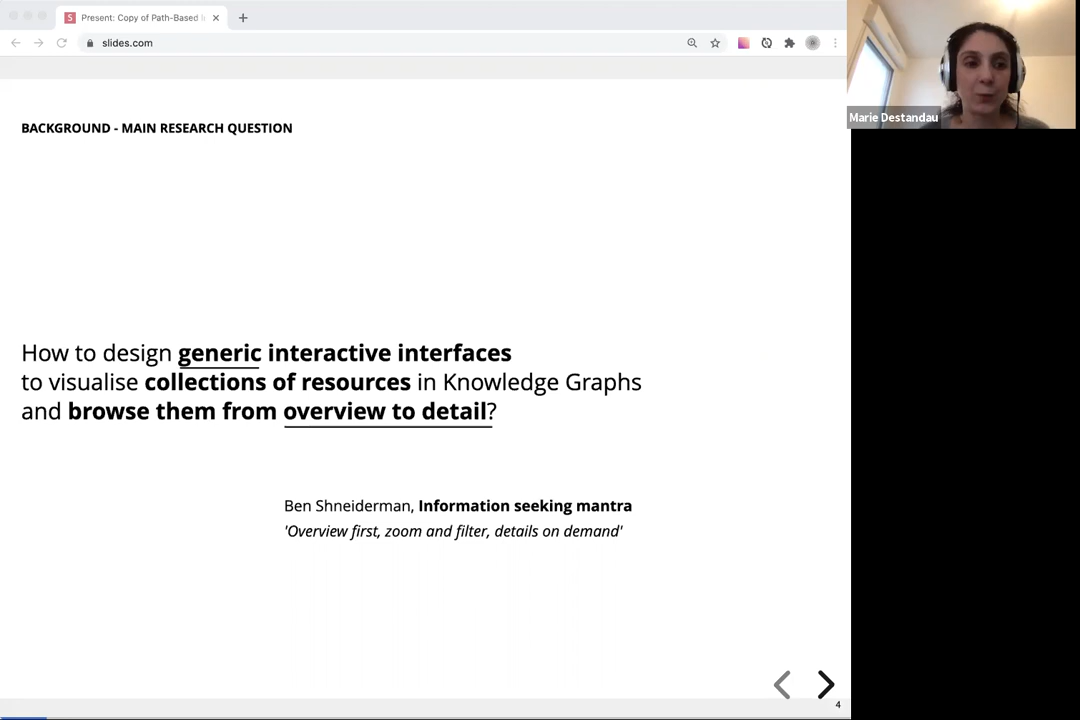 Present: Copy of Path-Based I
slides.com
Marie Destandau
BACKGROUND - MAIN RESEARCH QUESTION
How to design generic interactive interfaces
to visualise collections of resources in Knowledge Graphs
and browse them from overview to detail?
Ben Shneiderman, Information seeking mantra
'Overview first, zoom and filter, details on demand'
4